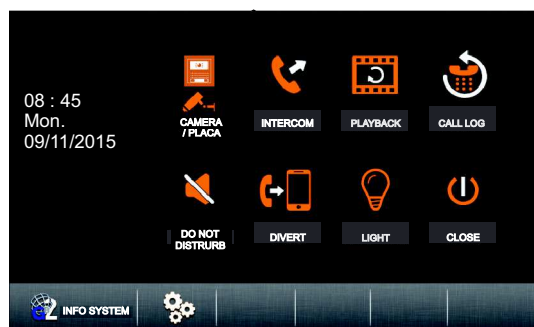 08 : 45
Mon.
09/11/2015
CAMERA
/ PLACA
INTERCOM
PLAYBACK
CALL LOG
DO NOT
DISTRURB
DIVERT
LIGHT
CLOSE
2 INFO SYSTEM